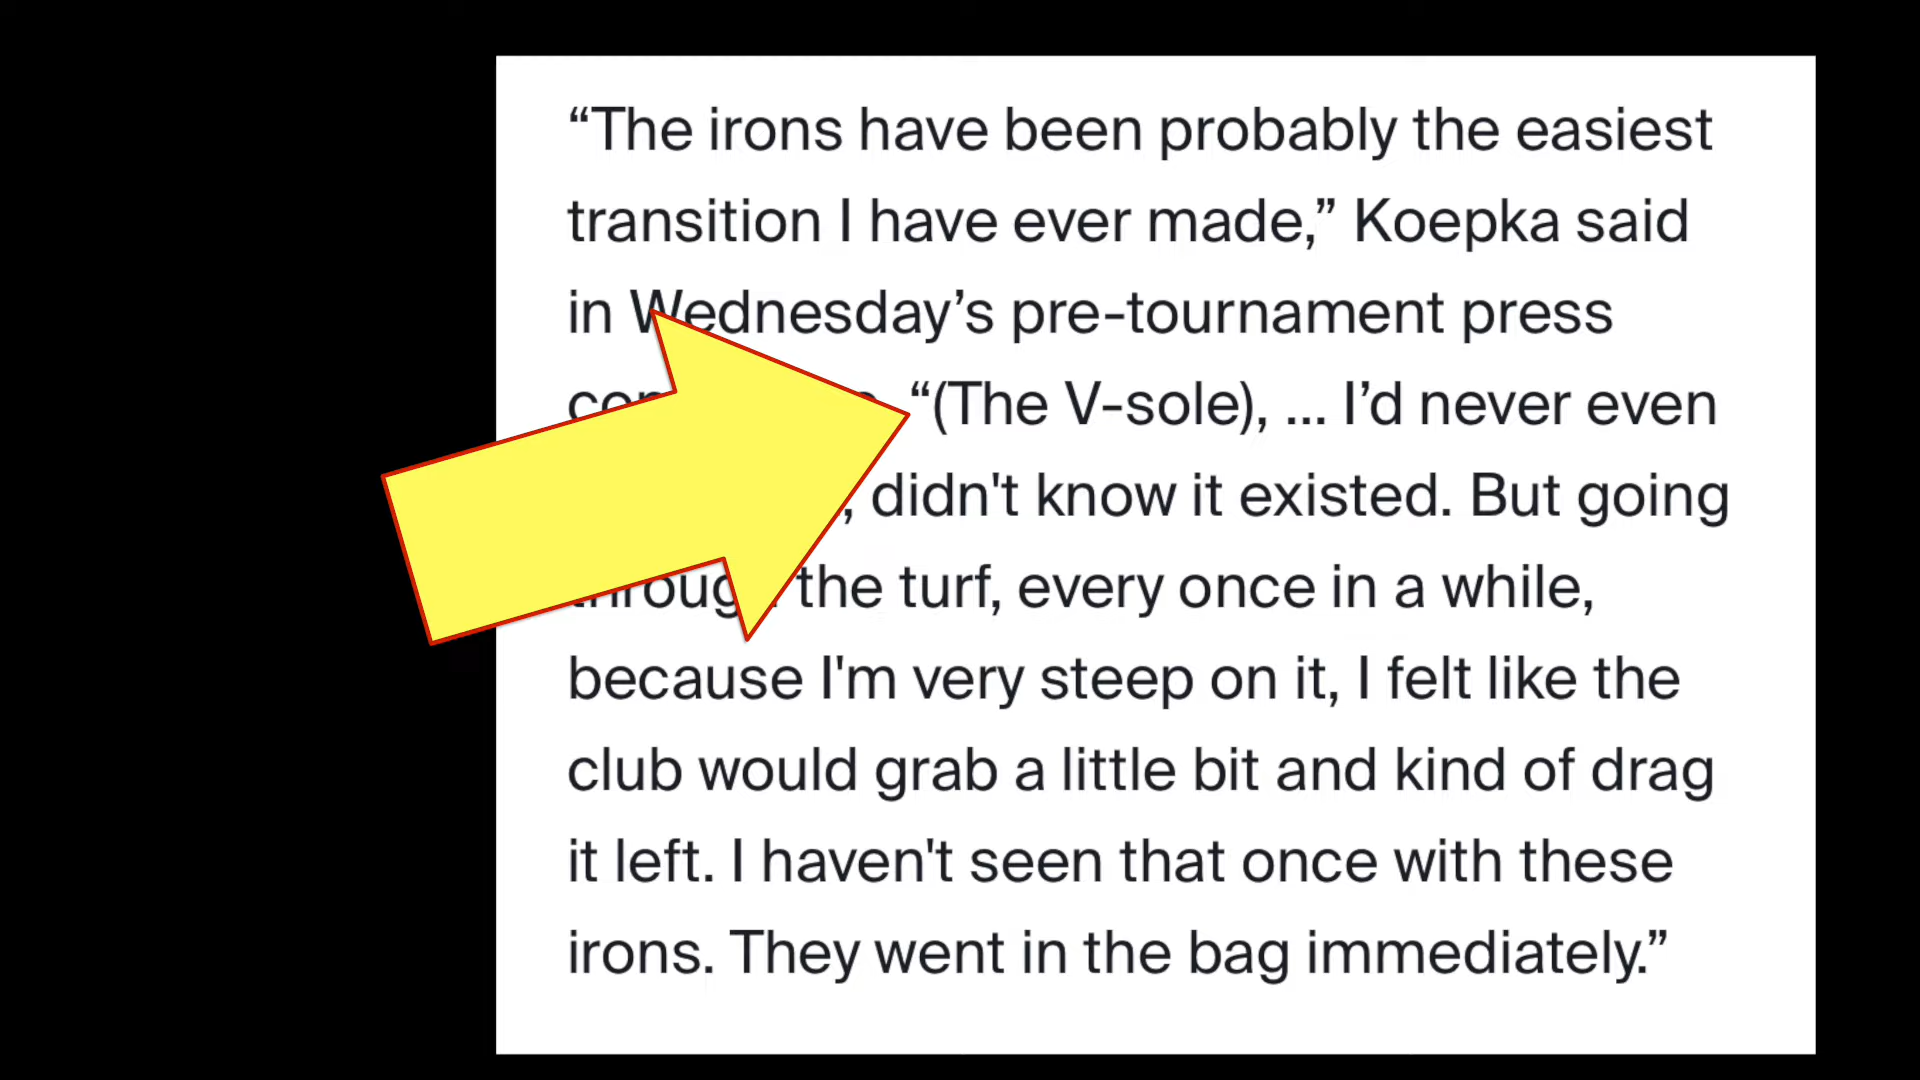 “The irons have been probably the easiest
transition I have ever made,” Koepka said
in Wednesday’s pre-tournament press
“(The V-sole), ... I’d never even
, didn't know it existed. But going
through the turf, every once in a while,
because I'm very steep on it, I felt like the
club would grab a little bit and kind of drag
it left. I haven't seen that once with these
irons. They went in the bag immediately.”